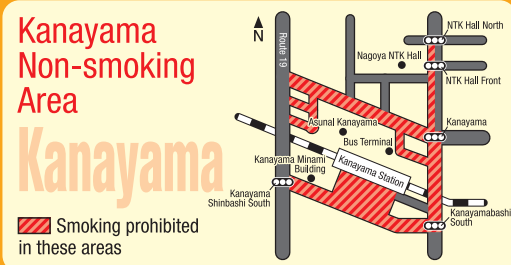 Kanayama
Non-smoking
Area
Kanayama
Smoking prohibited
in these areas
N
Route 19
NTK Hall North
Nagoya NTK Hall
NTK Hall Front
Asunal Kanayama
Kanayama
Bus Terminal
Kanayama Minami
Building
Kanayama Station
Kanayama
Shinbashi South
Kanayamabashi
South